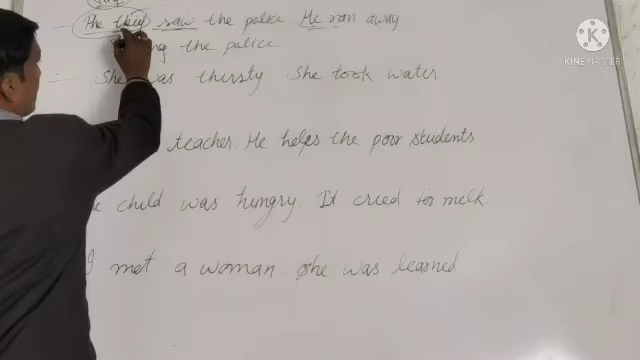 The thief saw the police He ran away
the police
She was thirsty She took water.
teacher. He helps the poor students
child was hungry. It cried for milk.
I met a woman. She was learned
KINEMASTER